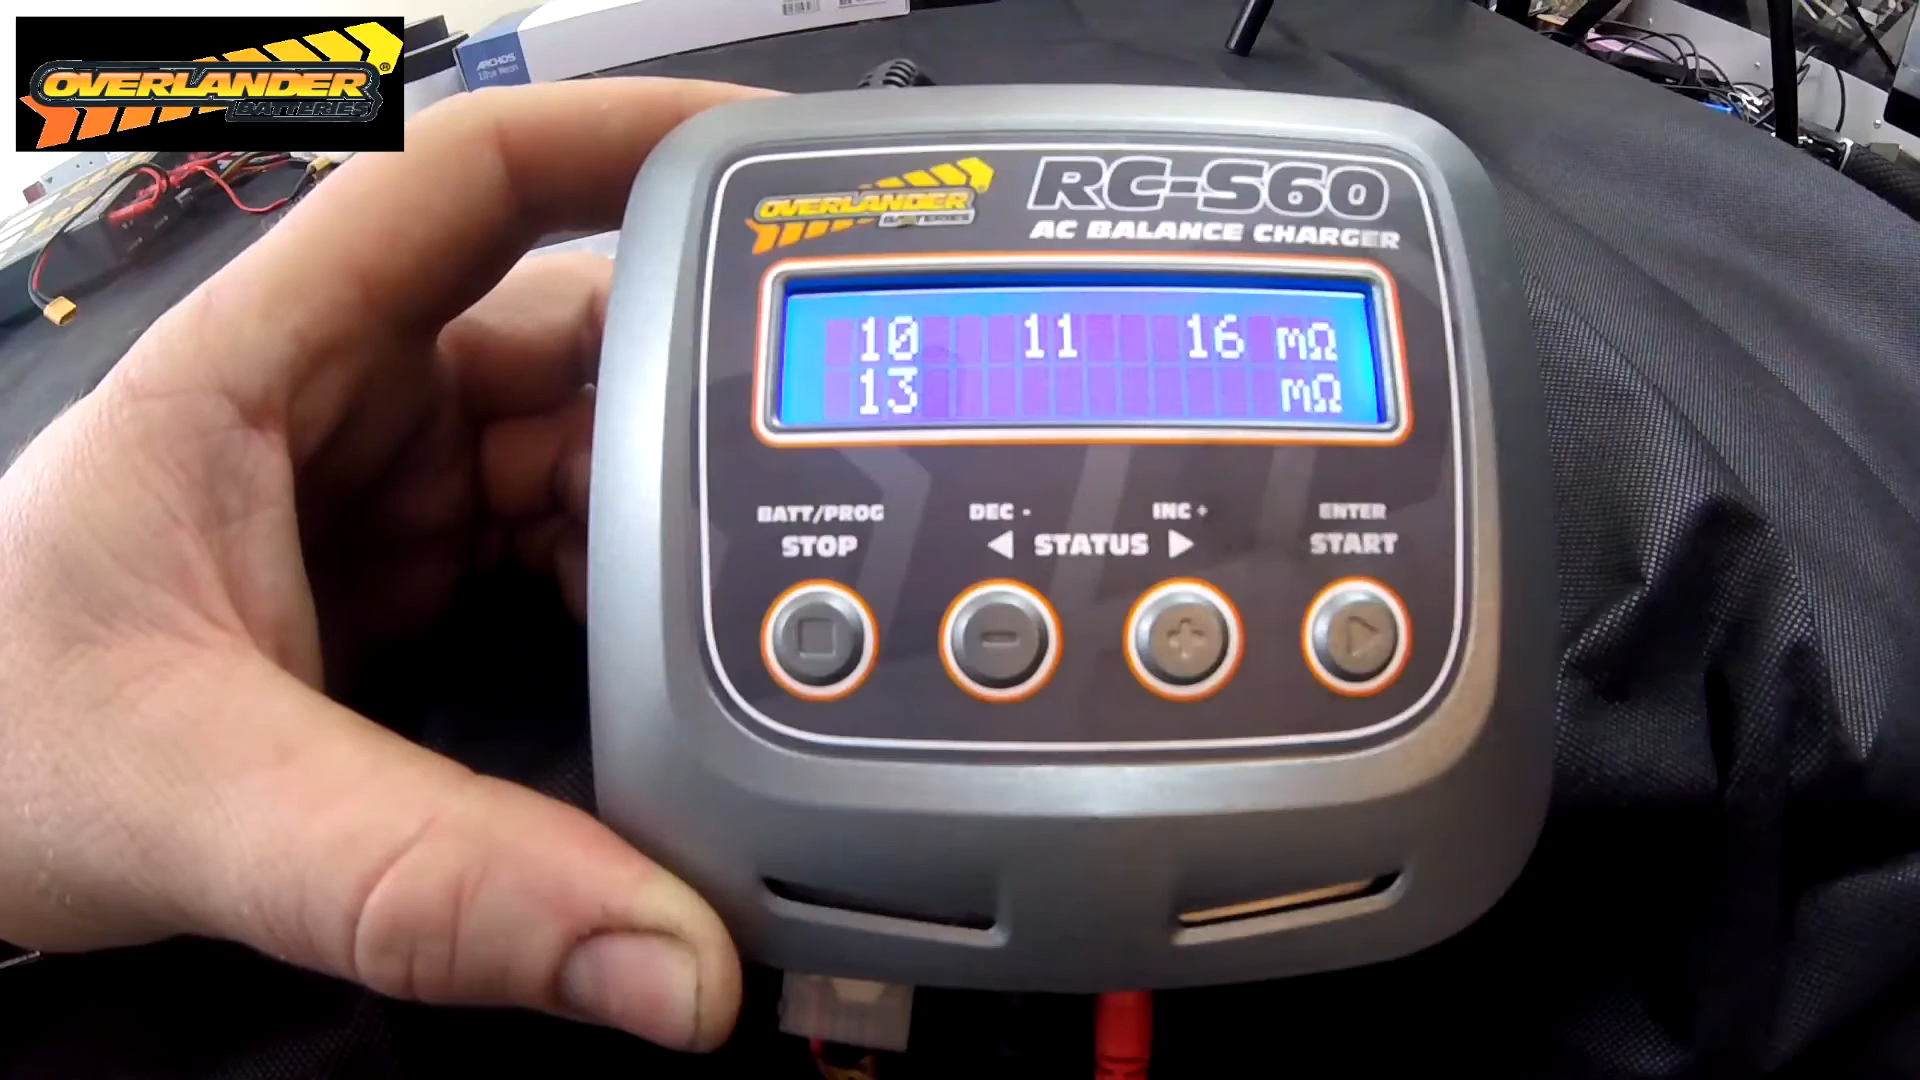 OVERLANDER®
BATTERIES
ARCHOS
OVERLANDER
BATTERIES
RC-S60
AC BALANCE CHARGER
10 11 16 mΩ
13 mΩ
BATT/PROG DEC - INC + ENTER
STOP ◀ STATUS ▶ START